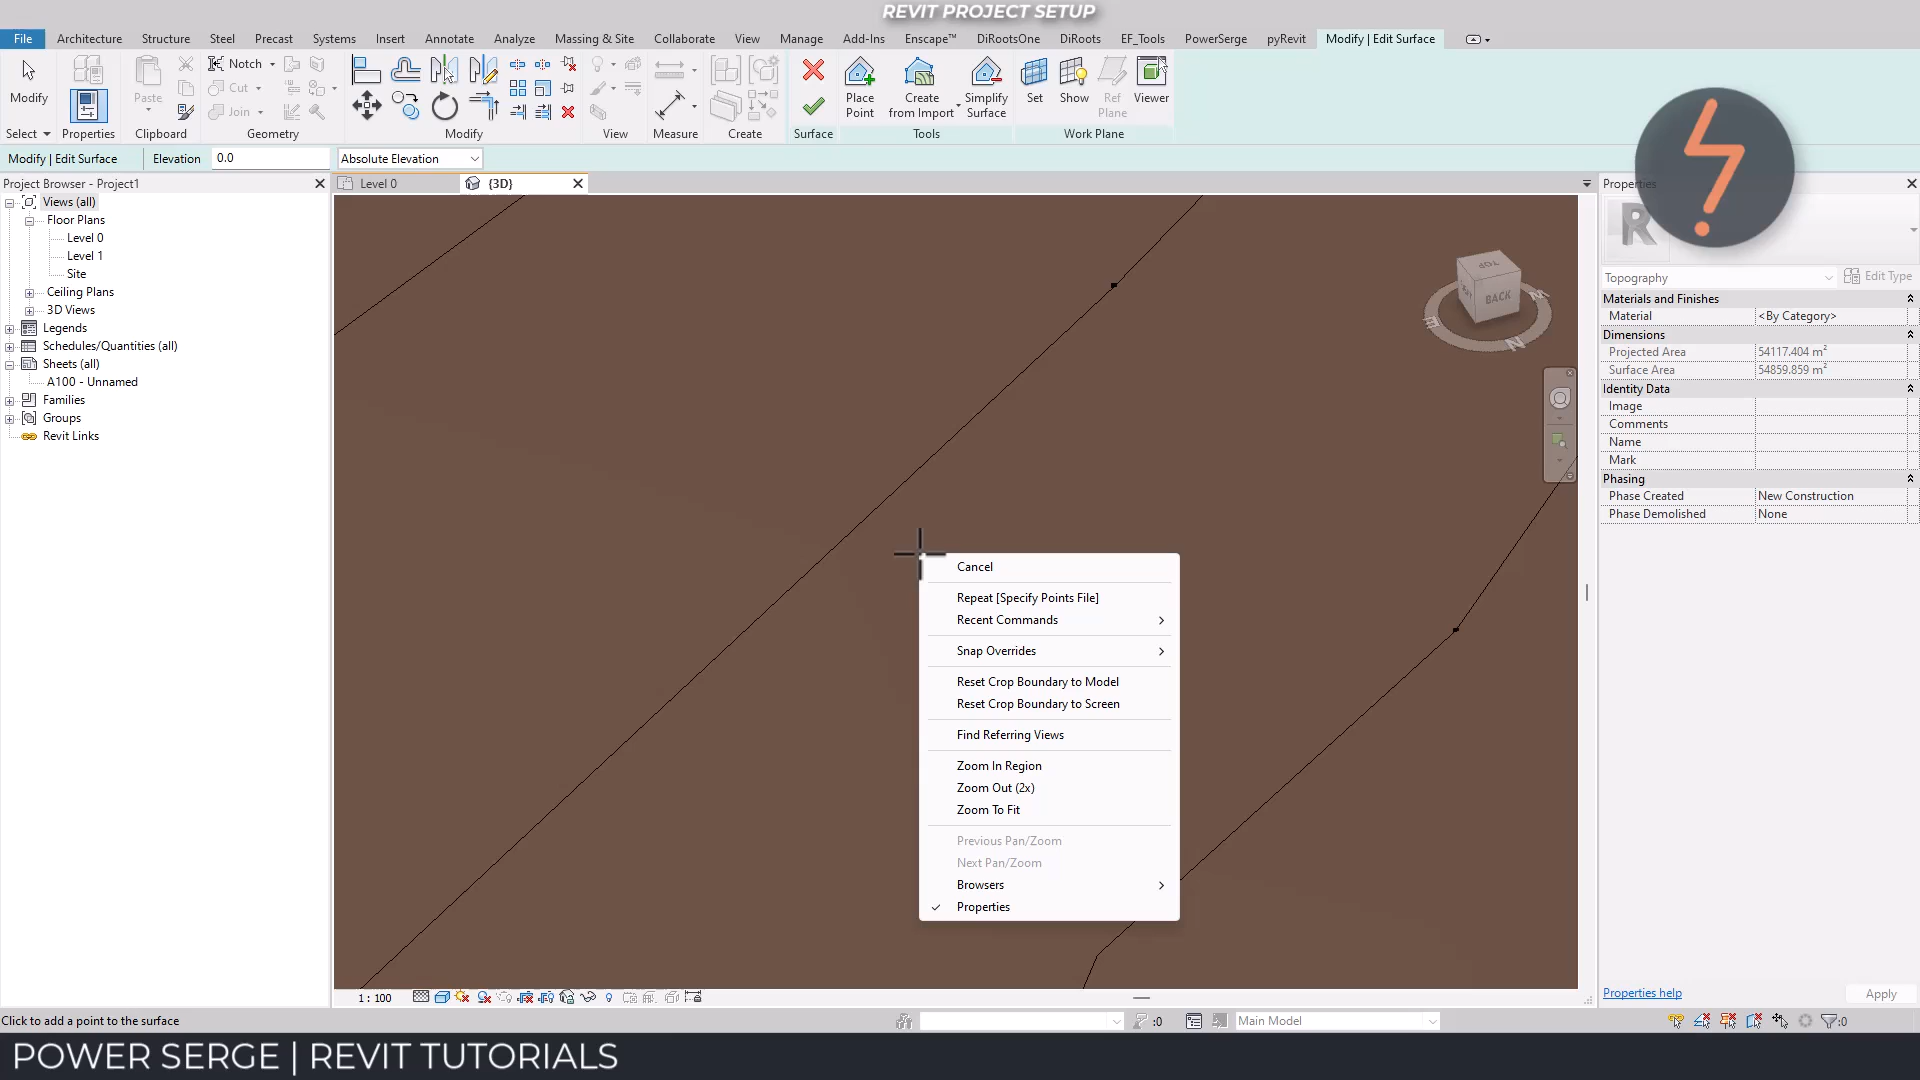 REVIT PROJECT SETUP
File Architecture Structure Steel Precast Systems Insert Annotate Analyze Massing & Site Collaborate View Manage Add-Ins Enscape™ DiRootsOne DiRoots EF_Tools PowerSerge pyRevit Modify | Edit Surface
Modify
Select
Properties
Paste
Clipboard
Notch
Cut
Join
Geometry
Modify
View
Measure
Create
Surface
Place Point
Create from Import
Simplify Surface
Tools
Set
Show
Ref Plane
Viewer
Work Plane
Modify | Edit Surface Elevation 0.0 Absolute Elevation
Project Browser - Project1
Views (all)
Floor Plans
Level 0
Level 1
Site
Ceiling Plans
3D Views
Legends
Schedules/Quantities (all)
Sheets (all)
A100 - Unnamed
Families
Groups
Revit Links
Level 0
{3D}
TOP
BACK
N
Cancel
Repeat [Specify Points File]
Recent Commands
Snap Overrides
Reset Crop Boundary to Model
Reset Crop Boundary to Screen
Find Referring Views
Zoom In Region
Zoom Out (2x)
Zoom To Fit
Previous Pan/Zoom
Next Pan/Zoom
Browsers
Properties
1 : 100
Properties
R
Topography
Edit Type
Materials and Finishes
Material <By Category>
Dimensions
Projected Area 54117.404 m²
Surface Area 54859.859 m²
Identity Data
Image
Comments
Name
Mark
Phasing
Phase Created New Construction
Phase Demolished None
Properties help
Apply
Click to add a point to the surface
:0
Main Model
:0
POWER SERGE | REVIT TUTORIALS